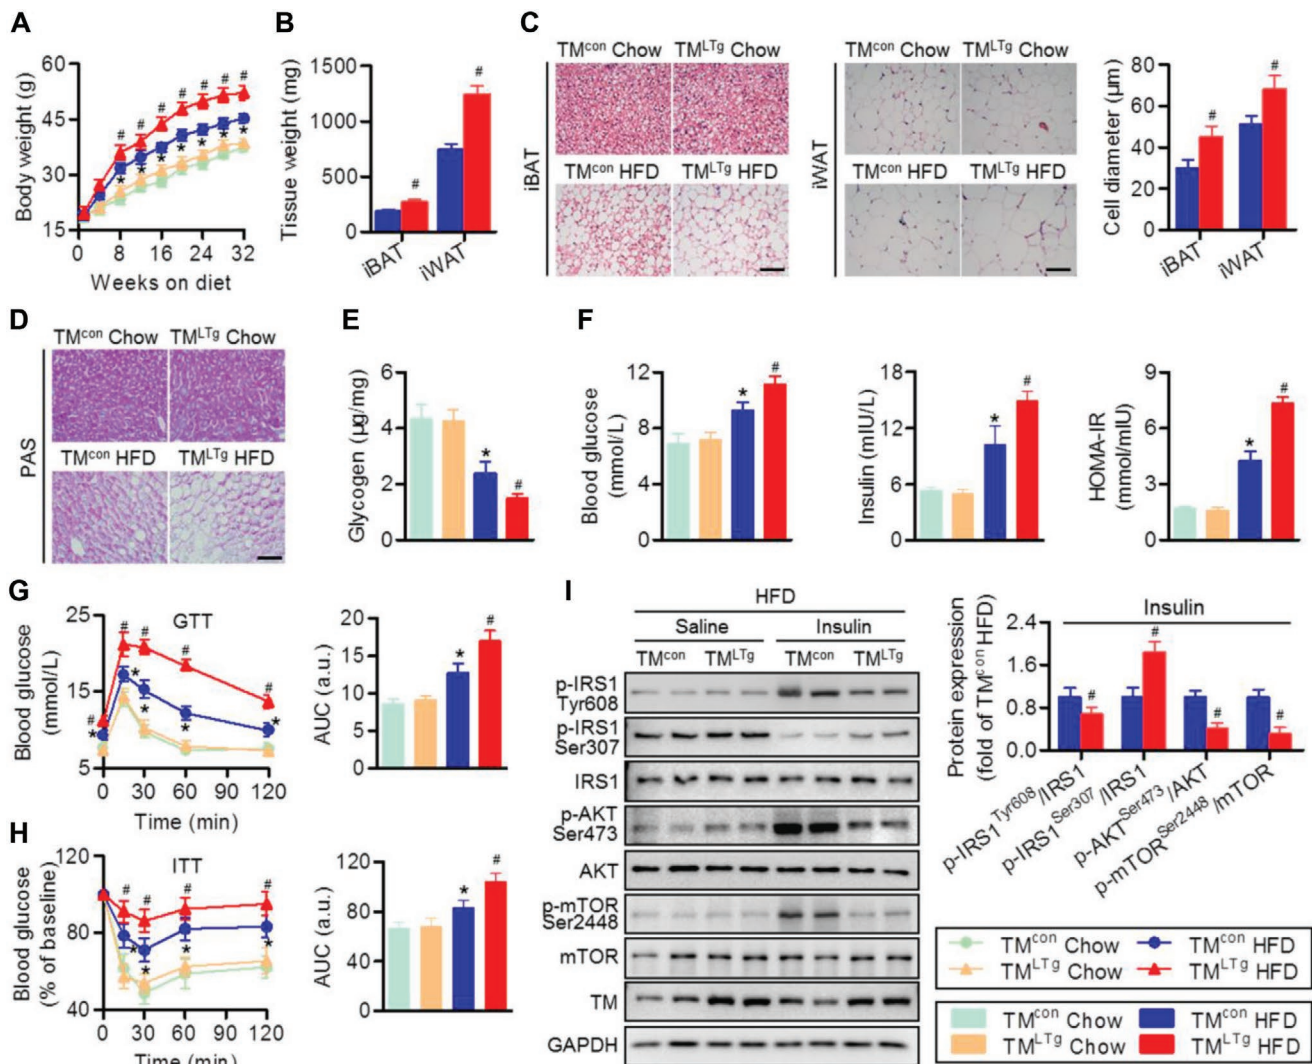 A
Body weight (g)
60
45
30
15
# # # # # # #
* * * * * * *
0 8 16 24 32
Weeks on diet
B
Tissue weight (mg)
1500
1000
500
0
#
#
iBAT
iWAT
C
TMcon Chow TMLTg Chow
iBAT
TMcon HFD TMLTg HFD
TMcon Chow TMLTg Chow
iWAT
TMcon HFD TMLTg HFD
Cell diameter (μm)
80
60
40
20
0
#
#
iBAT
iWAT
D
TMcon Chow TMLTg Chow
PAS
TMcon HFD TMLTg HFD
E
Glycogen (μg/mg)
6
4
2
0
*
#
F
Blood glucose
(mmol/L)
12
8
4
0
*
#
Insulin (mIU/L)
18
12
6
0
*
#
HOMA-IR
(mmol/mIU)
9
6
3
0
*
#
G
GTT
Blood glucose
(mmol/L)
25
20
15
10
5
# # # # #
* * * * *
0 30 60 90 120
Time (min)
AUC (a.u.)
20
15
10
5
0
*
#
H
ITT
Blood glucose
(% of baseline)
120
80
40
# # # #
* * * *
0 30 60 90 120
Time (min)
AUC (a.u.)
120
80
40
0
*
#
I
HFD
Saline Insulin
TMcon TMLTg TMcon TMLTg
p-IRS1
Tyr608
p-IRS1
Ser307
IRS1
p-AKT
Ser473
AKT
p-mTOR
Ser2448
mTOR
TM
GAPDH
Insulin
Protein expression
(fold of TMcon HFD)
2.4
1.6
0.8
0.0
#
#
#
#
p-IRS1Tyr608/IRS1
p-IRS1Ser307/IRS1
p-AKTSer473/AKT
p-mTORSer2448/mTOR
TMcon Chow TMcon HFD
TMLTg Chow TMLTg HFD
TMcon Chow TMcon HFD
TMLTg Chow TMLTg HFD